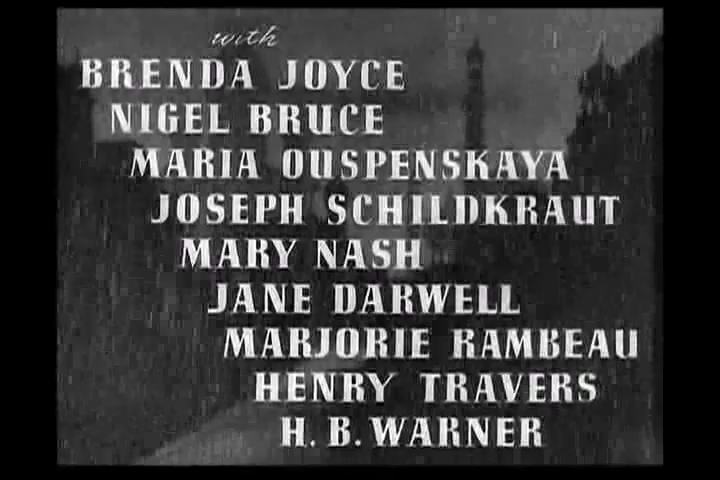 with
BRENDA JOYCE
NIGEL BRUCE
MARIA OUSPENSKAYA
JOSEPH SCHILDKRAUT
MARY NASH
JANE DARWELL
MARJORIE RAMBEAU
HENRY TRAVERS
H. B. WARNER